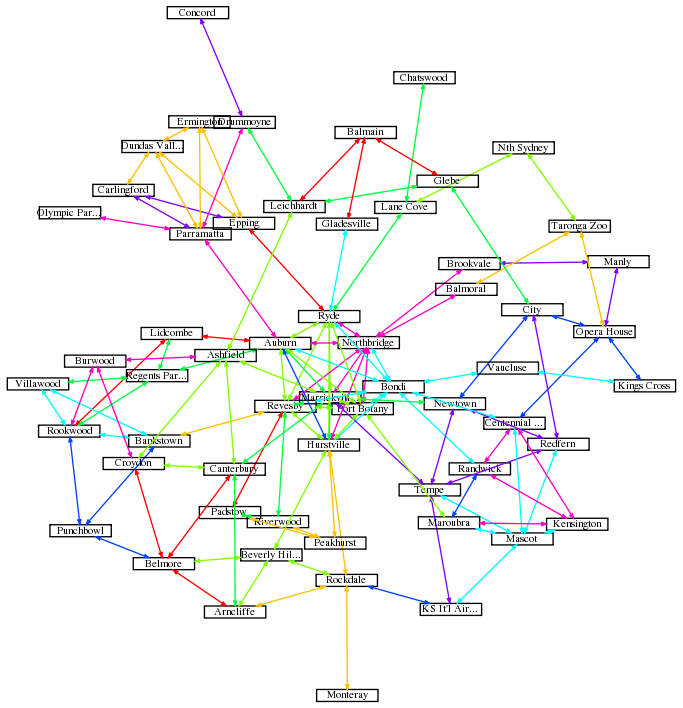 Concord
Chatswood
Ermington
Drummoyne
Balmain
Dundas Vall...
Nth Sydney
Carlingford
Glebe
Leichhardt
Lane Cove
Olympic Par...
Epping
Gladesville
Taronga Zoo
Parramatta
Brookvale
Manly
Balmoral
Ryde
City
Lidcombe
Opera House
Auburn
Northbridge
Burwood
Ashfield
Vaucluse
Regents Par...
Villawood
Bondi
Kings Cross
Marrickvill...
Revesby
Port Botany
Newtown
Rookwood
Centennial ...
Bankstown
Hurstville
Redfern
Croydon
Canterbury
Randwick
Tempe
Padstow
Riverwood
Maroubra
Kensington
Punchbowl
Peakhurst
Mascot
Beverly Hil...
Belmore
Rockdale
Arncliffe
KS It'l Air...
Monteray